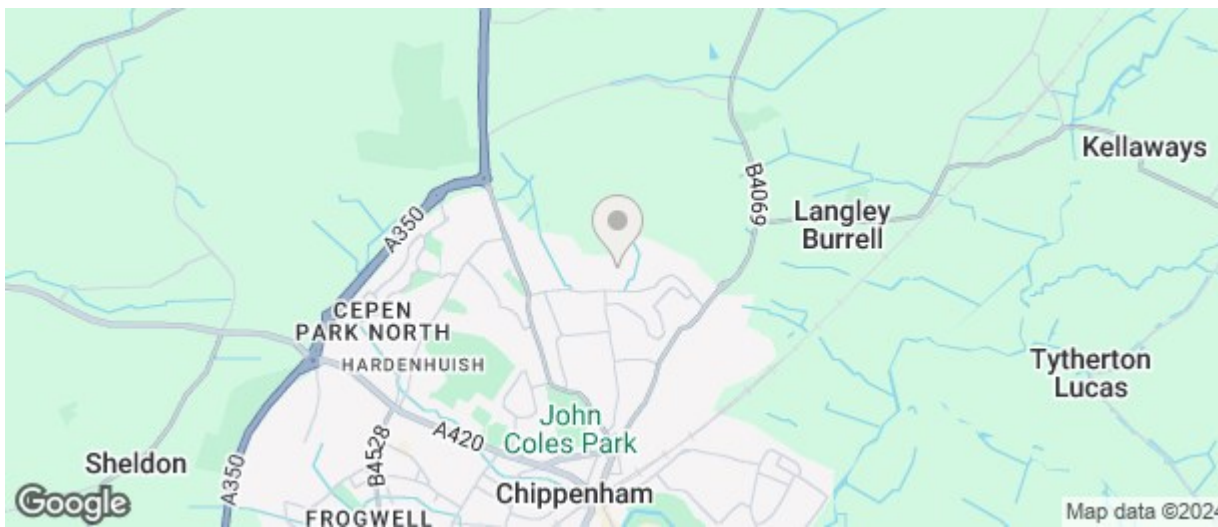 Kellaways
B4069
Langley
Burrell
A350
CEPEN
PARK NORTH
HARDENHUISH
Tytherton
Lucas
John
Coles Park
A420
B4528
Sheldon
A350
Chippenham
FROGWELL
Google
Map data ©2024